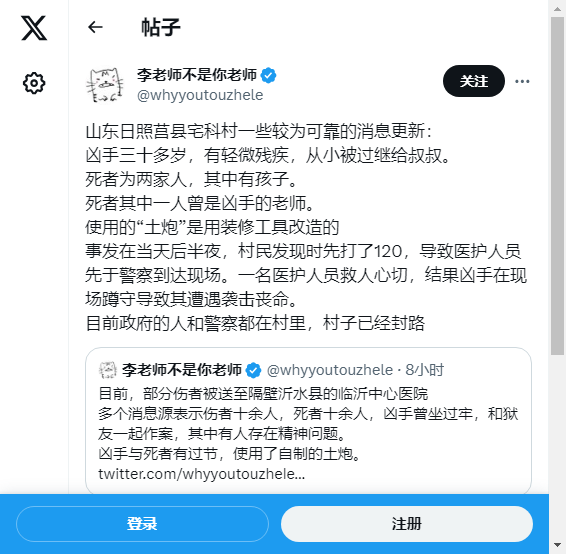 帖子
李老师不是你老师
@whyyoutouzhele
关注
山东日照莒县宅科村一些较为可靠的消息更新：
凶手三十多岁，有轻微残疾，从小被过继给叔叔。
死者为两家人，其中有孩子。
死者其中一人曾是凶手的老师。
使用的“土炮”是用装修工具改造的
事发在当天后半夜，村民发现时先打了120，导致医护人员
先于警察到达现场。一名医护人员救人心切，结果凶手在现
场蹲守导致其遭遇袭击丧命。
目前政府的人和警察都在村里，村子已经封路
李老师不是你老师 @whyyoutouzhele · 8小时
目前，部分伤者被送至隔壁沂水县的临沂中心医院
多个消息源表示伤者十余人，死者十余人，凶手曾坐过牢，和狱
友一起作案，其中有人存在精神问题。
凶手与死者有过节，使用了自制的土炮。
twitter.com/whyyoutouzhele...
登录
注册